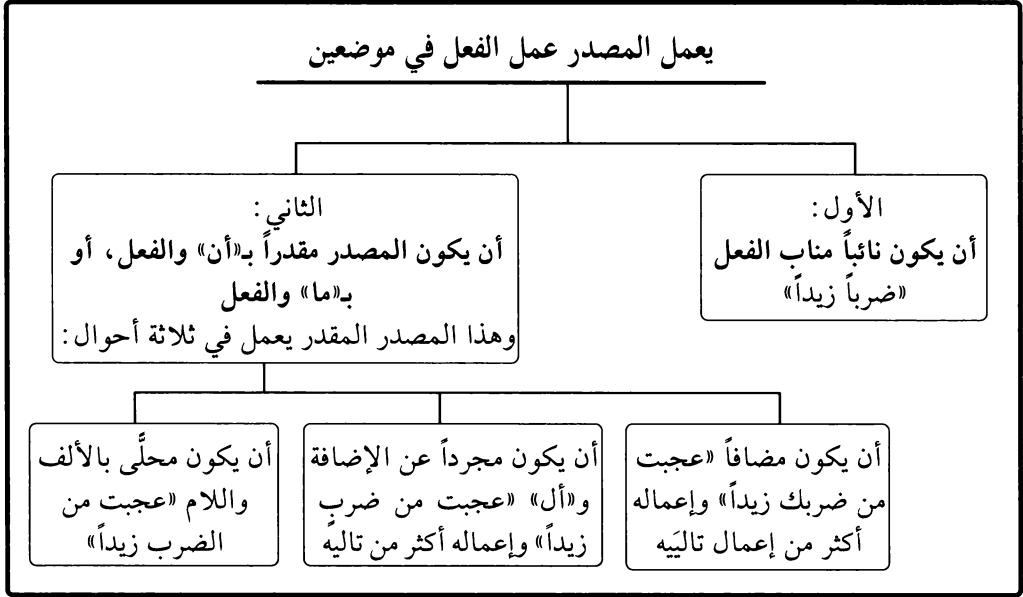 يعمل المصدر عمل الفعل في موضعين
الأول:
أن يكون نائباً مناب الفعل
«ضرباً زيداً»
الثاني:
أن يكون المصدر مقدراً بـ«أن» والفعل، أو
بـ«ما» والفعل
وهذا المصدر المقدر يعمل في ثلاثة أحوال:
أن يكون مضافاً «عجبت
من ضربك زيداً» وإعماله
أكثر من إعمال تاليَيه
أن يكون مجرداً عن الإضافة
و«أل» «عجبت من ضربٍ
زيداً» وإعماله أكثر من تاليه
أن يكون محلَّى بالألف
واللام «عجبت من
الضرب زيداً»